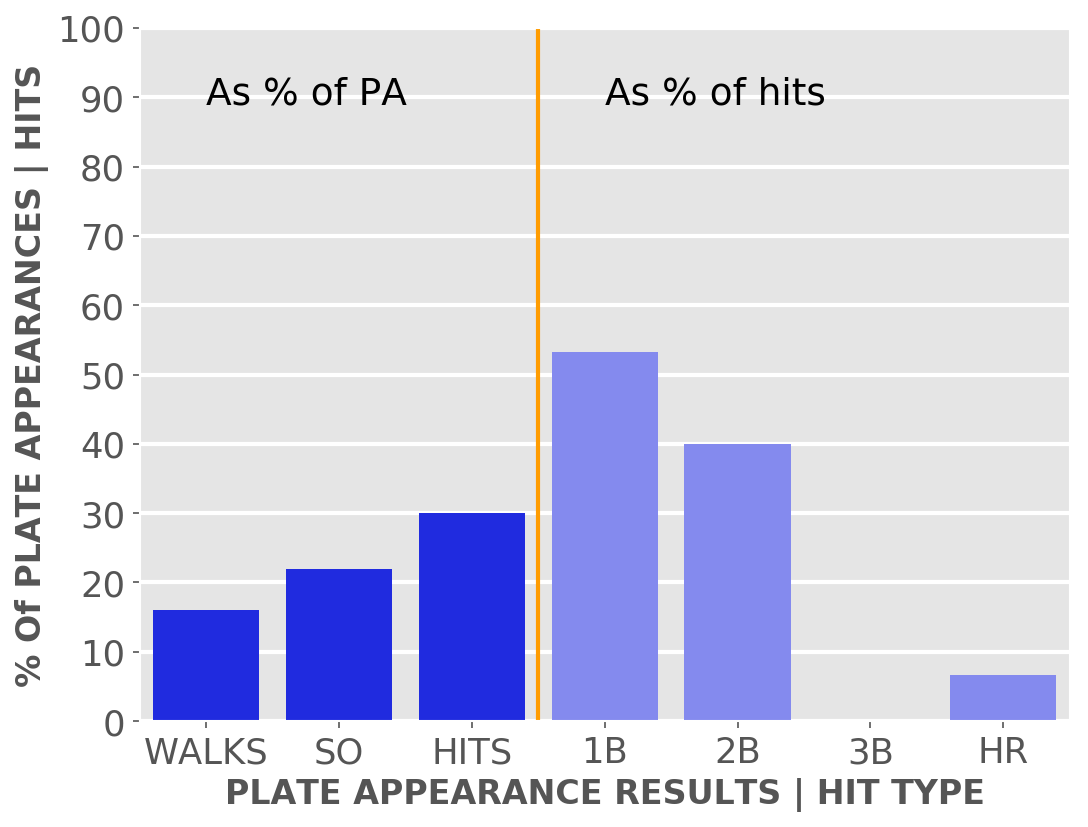 % Of PLATE APPEARANCES | HITS
100
90
80
70
60
50
40
30
20
10
0
As % of PA
As % of hits
WALKS SO HITS 1B 2B 3B HR
PLATE APPEARANCE RESULTS | HIT TYPE